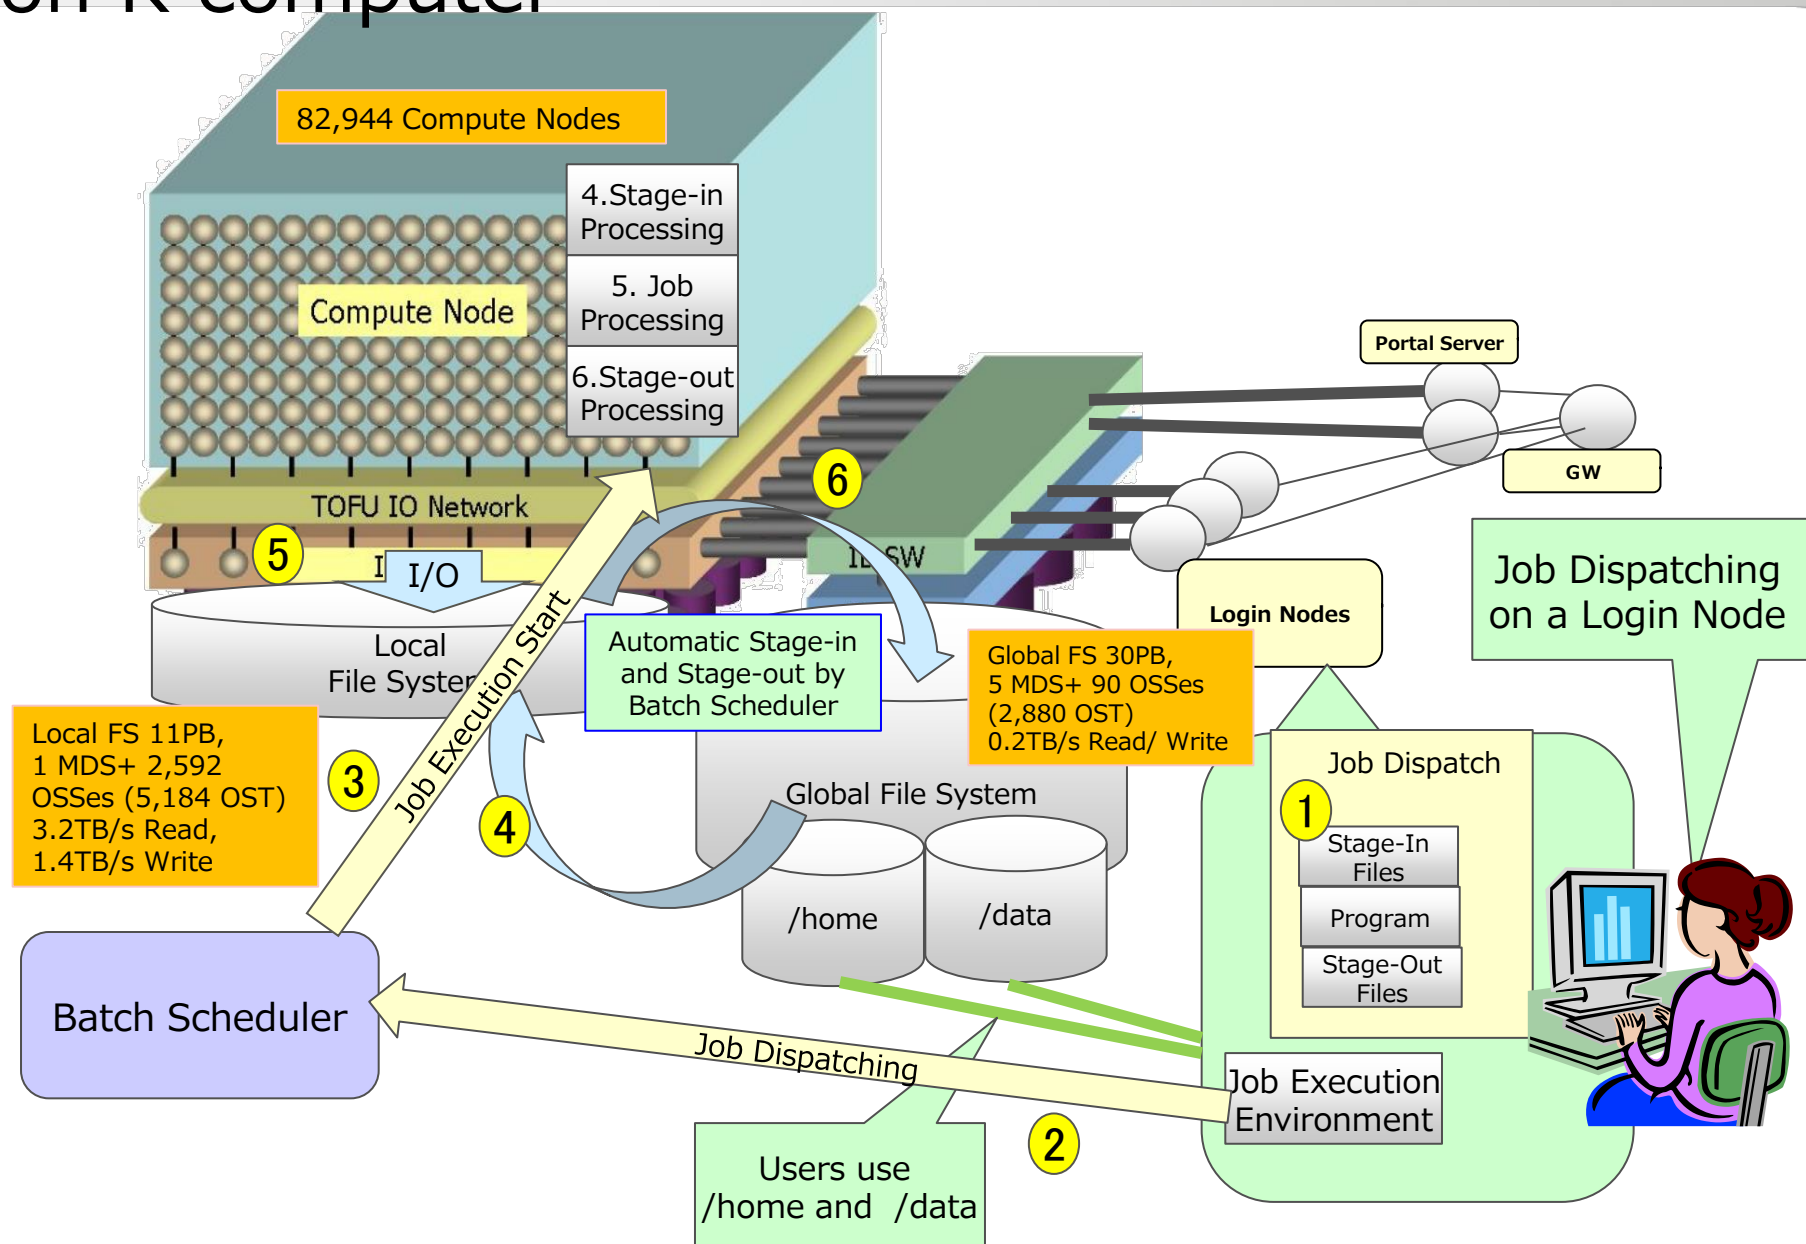 on K computer
82,944 Compute Nodes
4.Stage-in
Processing
5. Job
Processing
6.Stage-out
Processing
Compute Node
TOFU IO Network
5
I/O
Local
File System
Local FS 11PB,
1 MDS+ 2,592
OSSes (5,184 OST)
3.2TB/s Read,
1.4TB/s Write
3
Job Execution Start
4
6
SW
Automatic Stage-in
and Stage-out by
Batch Scheduler
Global FS 30PB,
5 MDS+ 90 OSSes
(2,880 OST)
0.2TB/s Read/ Write
Global File System
/home
/data
Portal Server
GW
Login Nodes
Job Dispatching
on a Login Node
Job Dispatch
1
Stage-In
Files
Program
Stage-Out
Files
Job Execution
Environment
Batch Scheduler
Job Dispatching
2
Users use
/home and /data